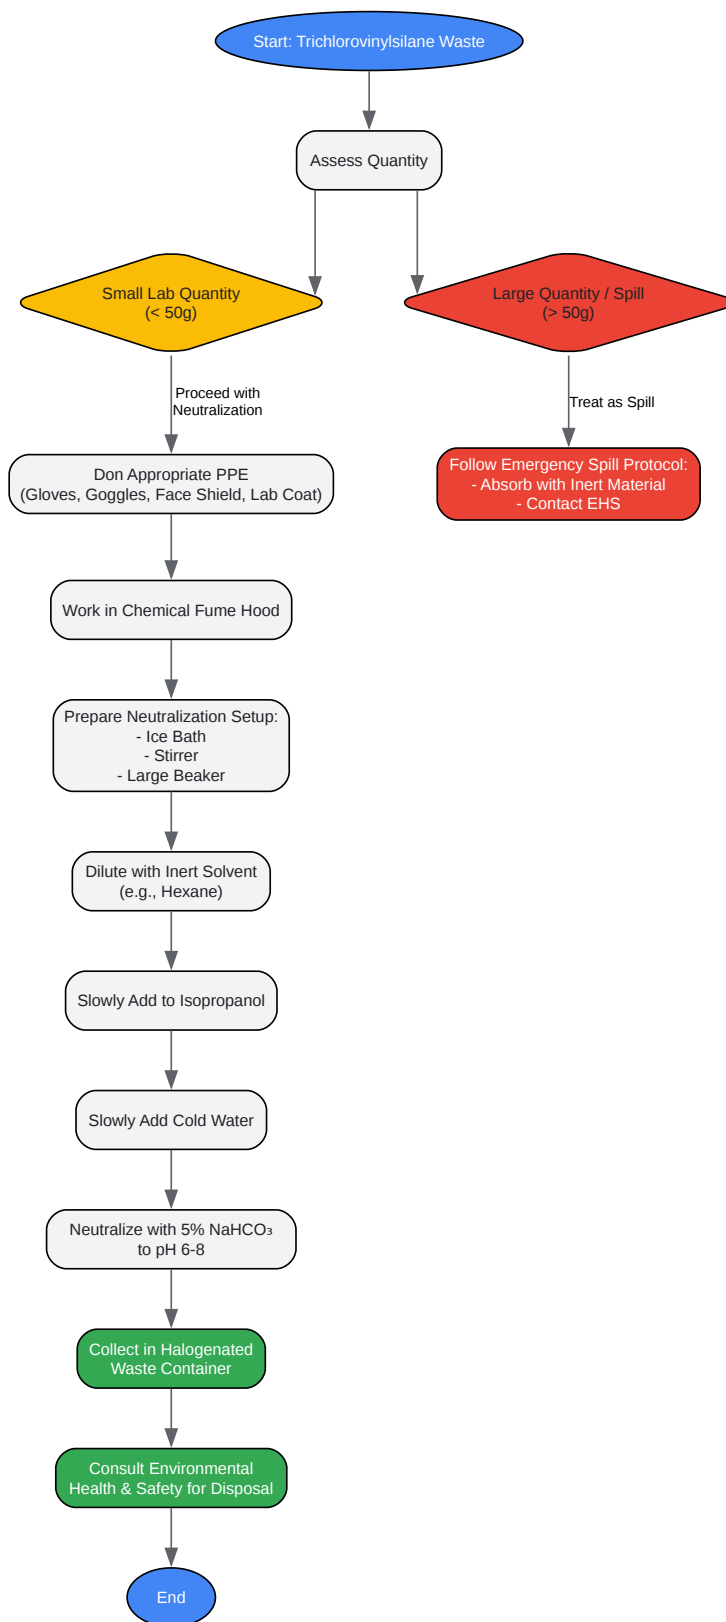 Start: Trichlorovinylsilane Waste
Assess Quantity
Small Lab Quantity
(< 50g)
Large Quantity / Spill
(> 50g)
Proceed with
Neutralization
Treat as Spill
Don Appropriate PPE
(Gloves, Goggles, Face Shield, Lab Coat)
Follow Emergency Spill Protocol:
- Absorb with Inert Material
- Contact EHS
Work in Chemical Fume Hood
Prepare Neutralization Setup:
- Ice Bath
- Stirrer
- Large Beaker
Dilute with Inert Solvent
(e.g., Hexane)
Slowly Add to Isopropanol
Slowly Add Cold Water
Neutralize with 5% NaHCO₃
to pH 6-8
Collect in Halogenated
Waste Container
Consult Environmental
Health & Safety for Disposal
End